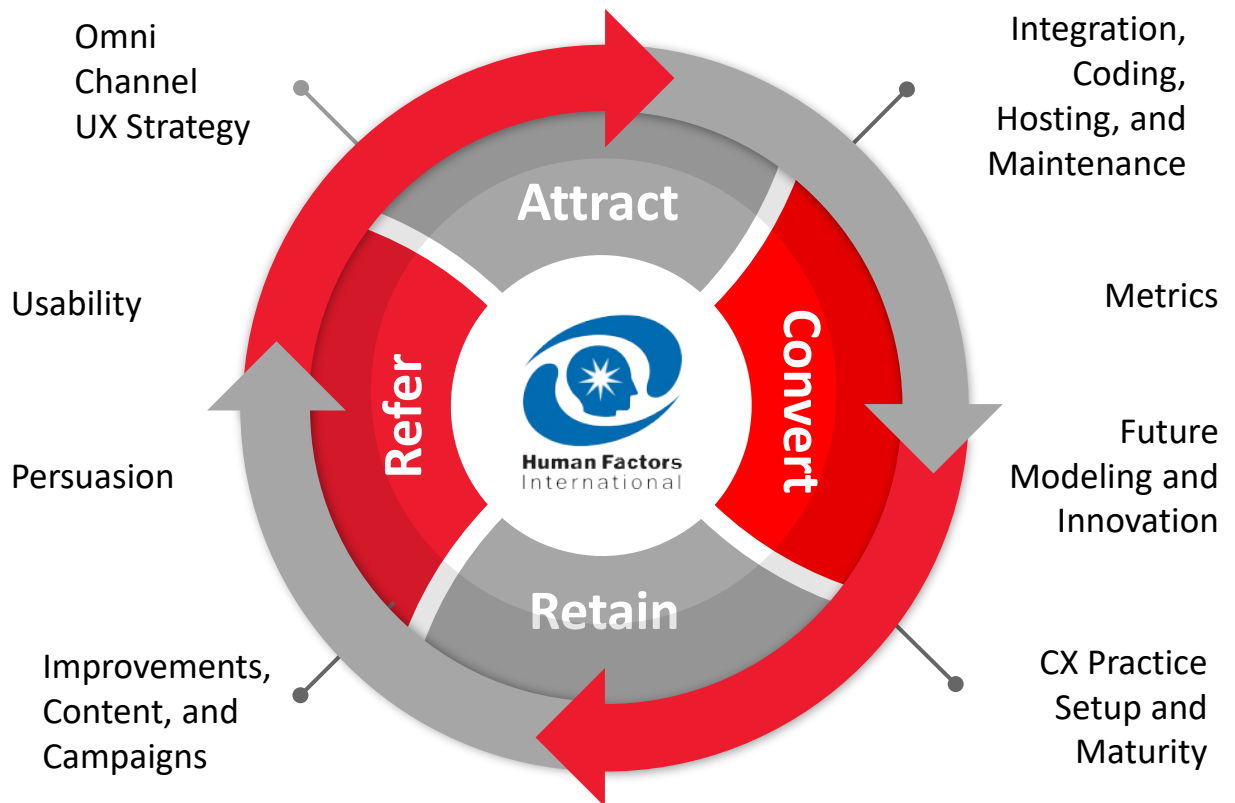 Omni
Channel
UX Strategy
Integration,
Coding,
Hosting, and
Maintenance
Attract
Usability
Metrics
Convert
Refer
Human Factors
International
Persuasion
Future
Modeling and
Innovation
Retain
Improvements,
Content, and
Campaigns
CX Practice
Setup and
Maturity